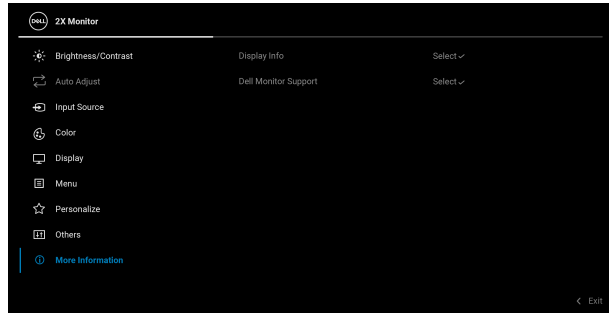 DELL 2X Monitor
Brightness/Contrast Display Info Select
Auto Adjust Dell Monitor Support Select
Input Source
Color
Display
Menu
Personalize
Others
More Information
Exit